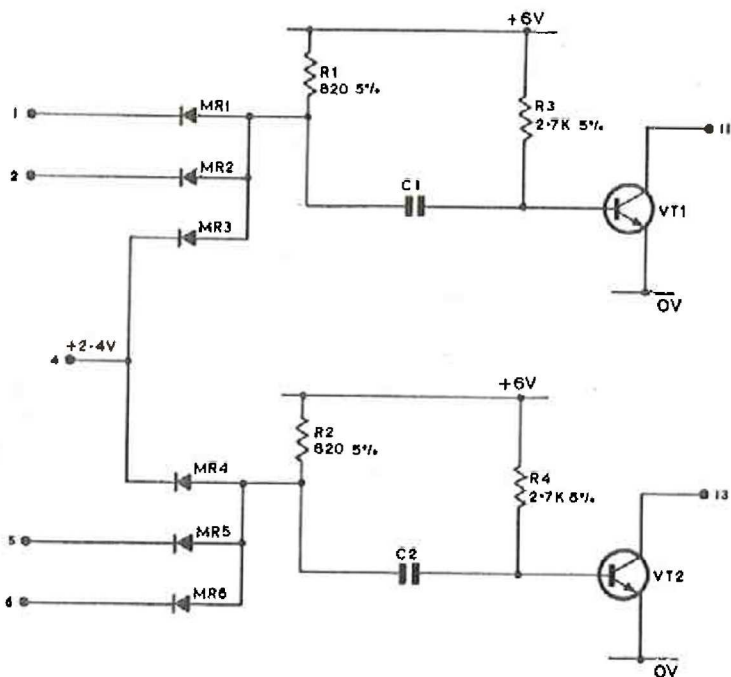 +6V
R1
820 5%
MR1
1
R3
2·7K 5%
11
MR2
2
C1
VT1
MR3
0V
+2·4V
4
+6V
R2
820 5%
MR4
R4
2·7K 5%
13
MR5
5
C2
VT2
MR6
6
0V